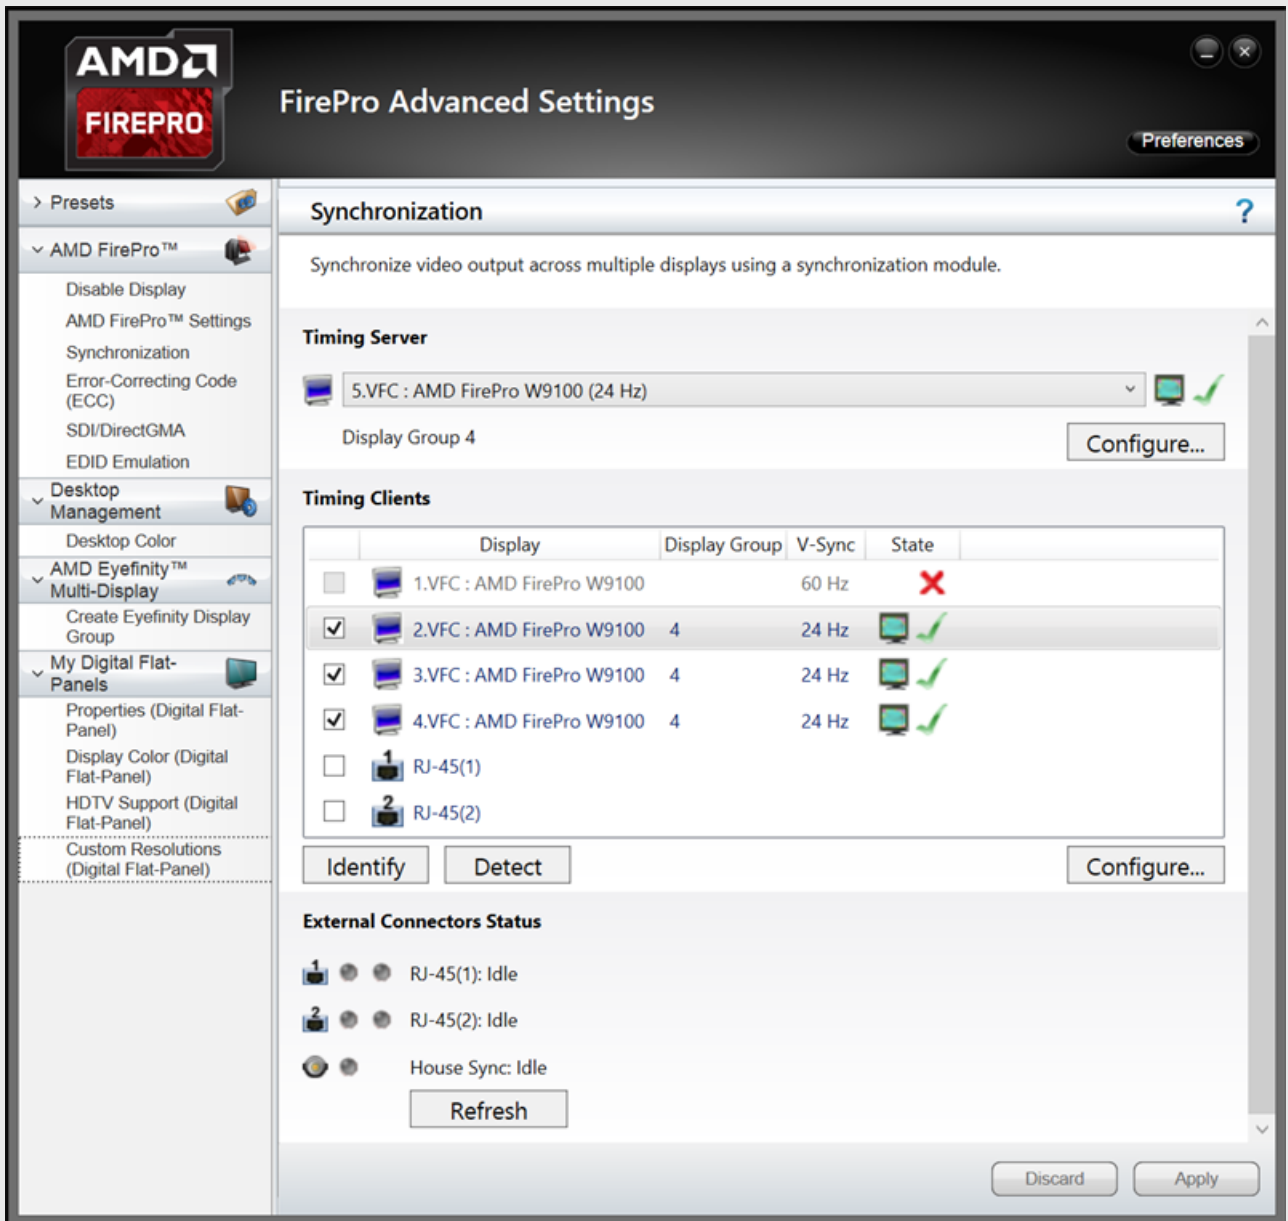 AMD
FIREPRO
FirePro Advanced Settings
Preferences
Presets
AMD FirePro™
Disable Display
AMD FirePro™ Settings
Synchronization
Error-Correcting Code
(ECC)
SDI/DirectGMA
EDID Emulation
Desktop
Management
Desktop Color
AMD Eyefinity™
Multi-Display
Create Eyefinity Display
Group
My Digital Flat-
Panels
Properties (Digital Flat-
Panel)
Display Color (Digital
Flat-Panel)
HDTV Support (Digital
Flat-Panel)
Custom Resolutions
(Digital Flat-Panel)
Synchronization ?
Synchronize video output across multiple displays using a synchronization module.
Timing Server
5.VFC : AMD FirePro W9100 (24 Hz)
Display Group 4
Configure...
Timing Clients
Display Display Group V-Sync State
1.VFC : AMD FirePro W9100 60 Hz
2.VFC : AMD FirePro W9100 4 24 Hz
3.VFC : AMD FirePro W9100 4 24 Hz
4.VFC : AMD FirePro W9100 4 24 Hz
1 RJ-45(1)
2 RJ-45(2)
Identify Detect Configure...
External Connectors Status
1 RJ-45(1): Idle
2 RJ-45(2): Idle
House Sync: Idle
Refresh
Discard Apply